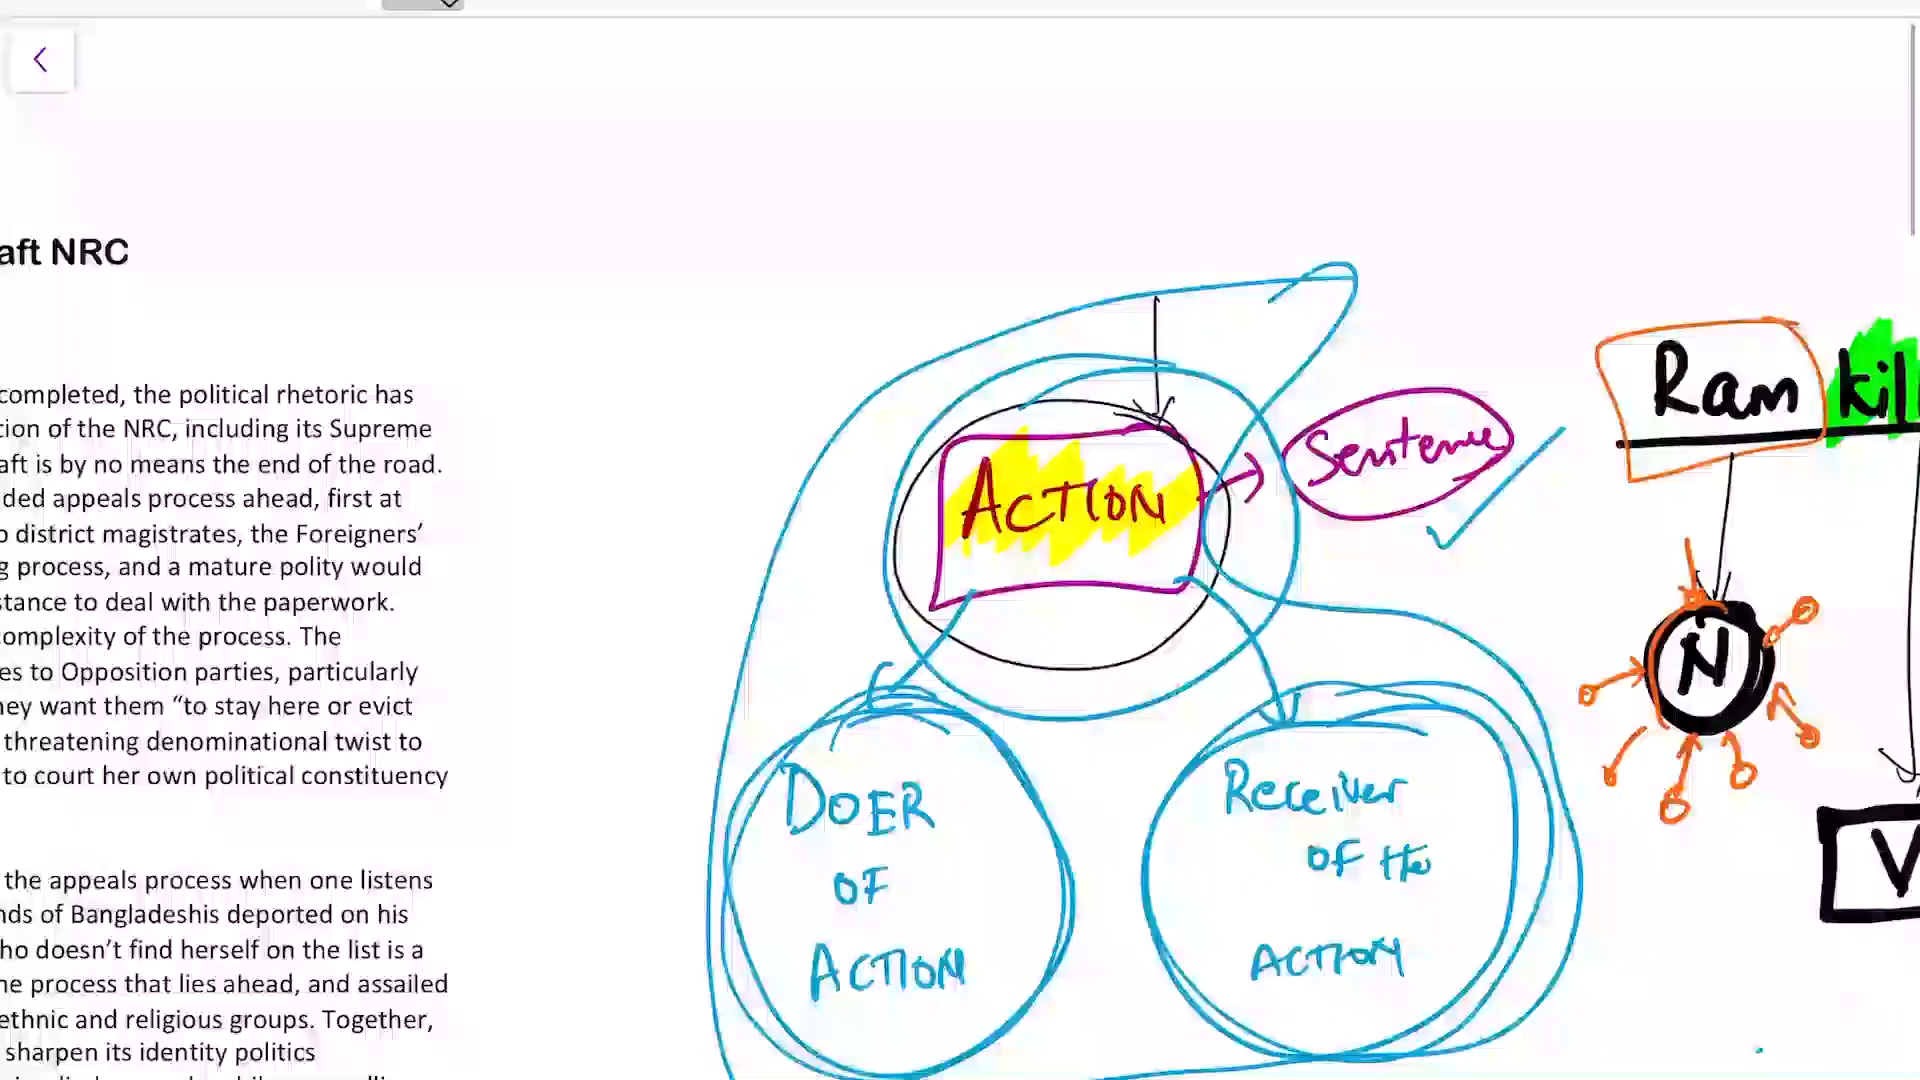 aft NRC
completed, the political rhetoric has
tion of the NRC, including its Supreme
aft is by no means the end of the road.
ded appeals process ahead, first at
o district magistrates, the Foreigners’
g process, and a mature polity would
stance to deal with the paperwork.
complexity of the process. The
es to Opposition parties, particularly
ney want them “to stay here or evict
threatening denominational twist to
to court her own political constituency
the appeals process when one listens
nds of Bangladeshis deported on his
ho doesn’t find herself on the list is a
ne process that lies ahead, and assailed
ethnic and religious groups. Together,
sharpen its identity politics
ACTION
Sentence
DOER
OF
ACTION
Receiver
OF the
ACTION
Ram kil
N
V